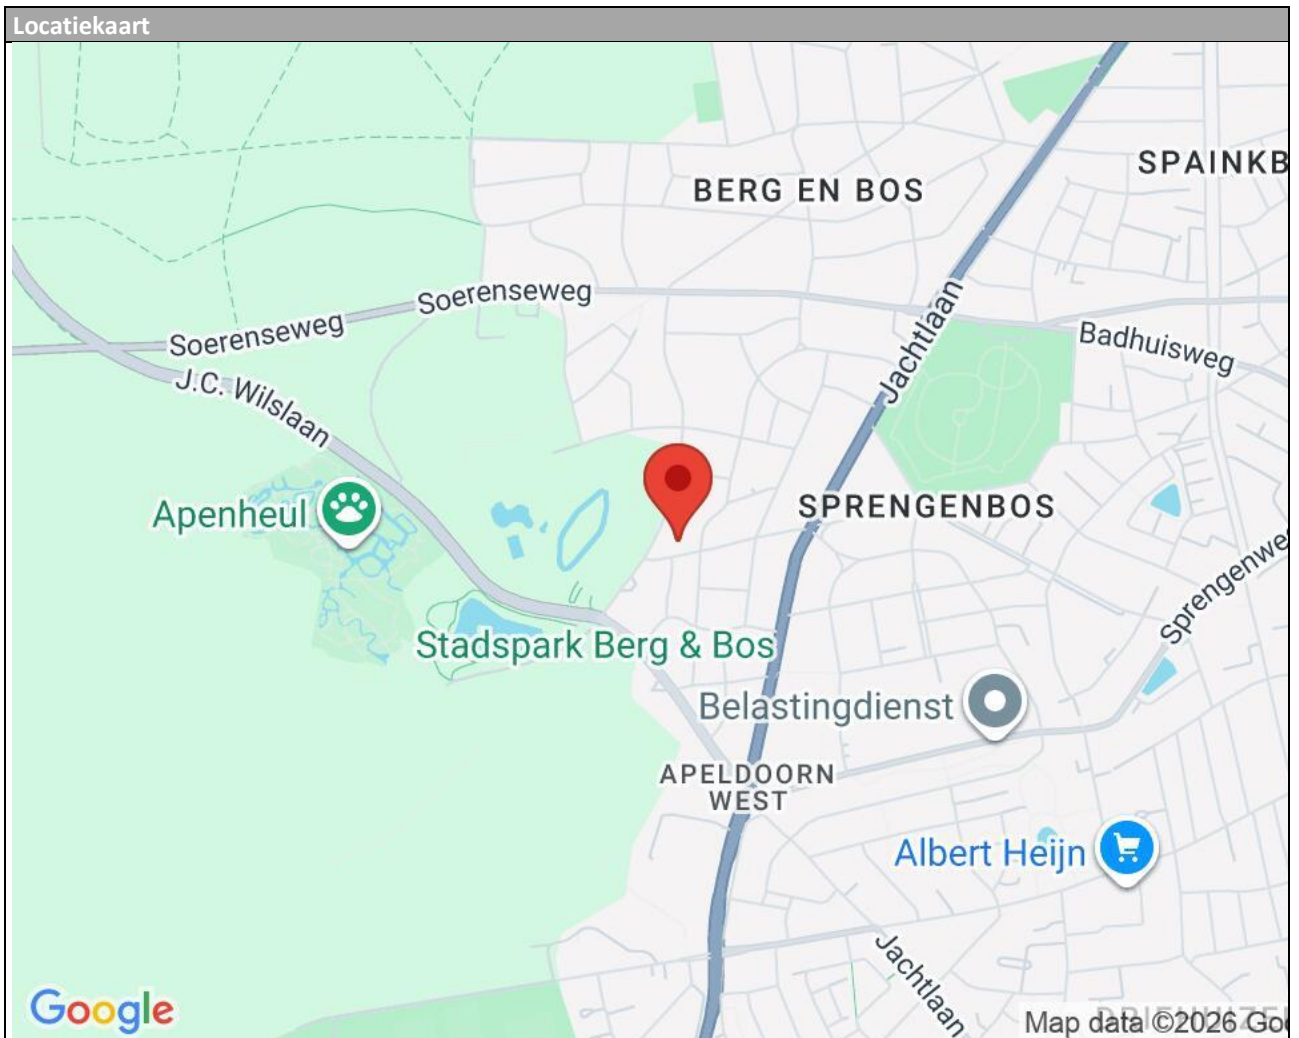 Locatiekaart
SPAINKB
BERG EN BOS
Soerenseweg
Jachtlaan
Soerenseweg
Badhuisweg
J.C. Wilslaan
Apenheul
SPRENGENBOS
Sprengenwe
Stadspark Berg & Bos
Belastingdienst
APELDOORN
WEST
Albert Heijn
Jachtlaan
Google
Map data ©2026 Goo